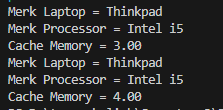 Merk Laptop = Thinkpad
Merk Processor = Intel i5
Cache Memory = 3.00
Merk Laptop = Thinkpad
Merk Processor = Intel i5
Cache Memory = 4.00